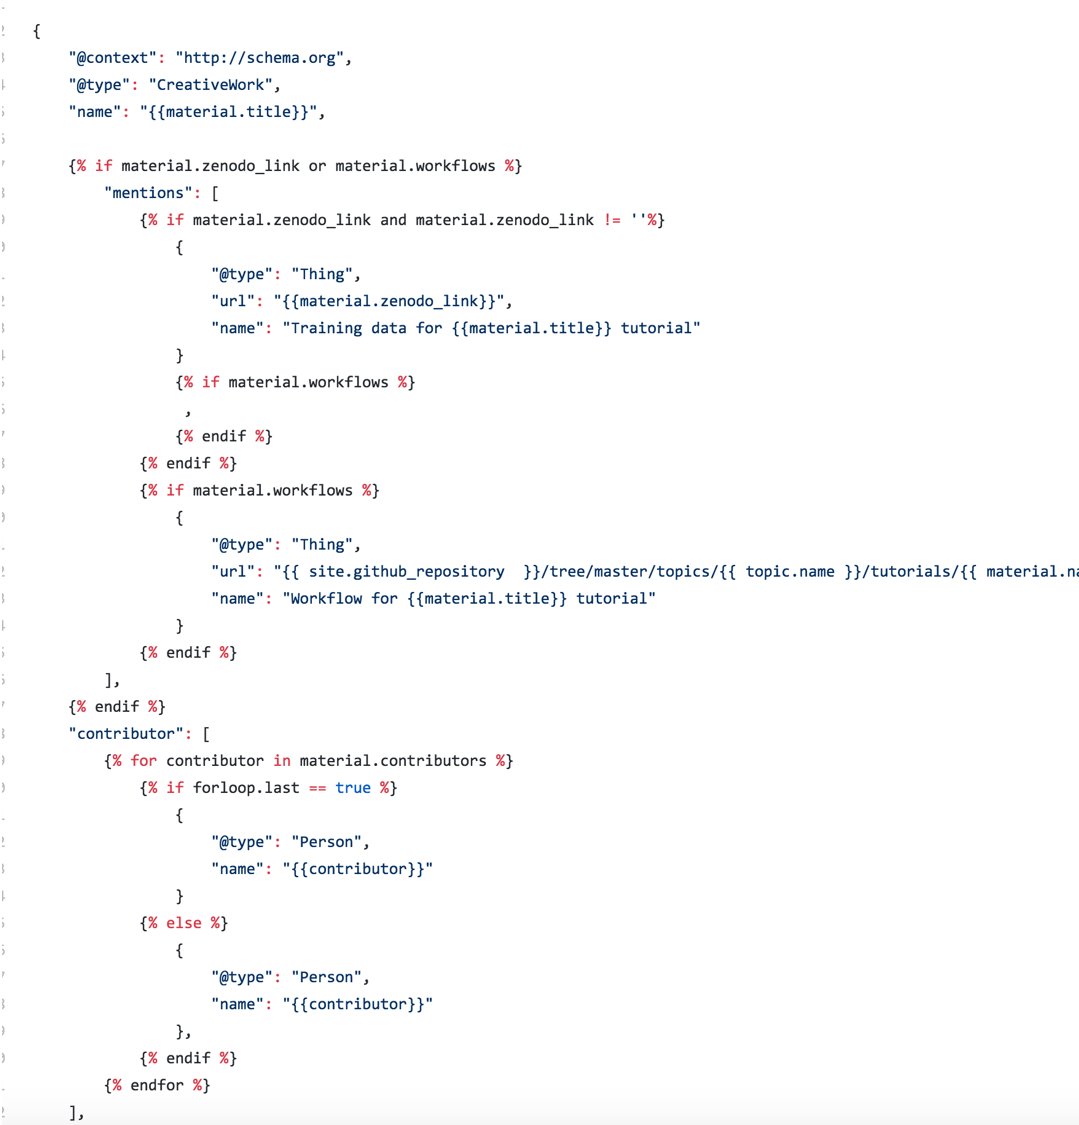 {
"@context": "http://schema.org",
"@type": "CreativeWork",
"name": "{{material.title}}",
{% if material.zenodo_link or material.workflows %}
"mentions": [
{% if material.zenodo_link and material.zenodo_link != ''%}
{
"@type": "Thing",
"url": "{{material.zenodo_link}}",
"name": "Training data for {{material.title}} tutorial"
}
{% if material.workflows %}
,
{% endif %}
{% endif %}
{% if material.workflows %}
{
"@type": "Thing",
"url": "{{ site.github_repository  }}/tree/master/topics/{{ topic.name }}/tutorials/{{ material.na
"name": "Workflow for {{material.title}} tutorial"
}
{% endif %}
],
{% endif %}
"contributor": [
{% for contributor in material.contributors %}
{% if forloop.last == true %}
{
"@type": "Person",
"name": "{{contributor}}"
}
{% else %}
{
"@type": "Person",
"name": "{{contributor}}"
},
{% endif %}
{% endfor %}
],